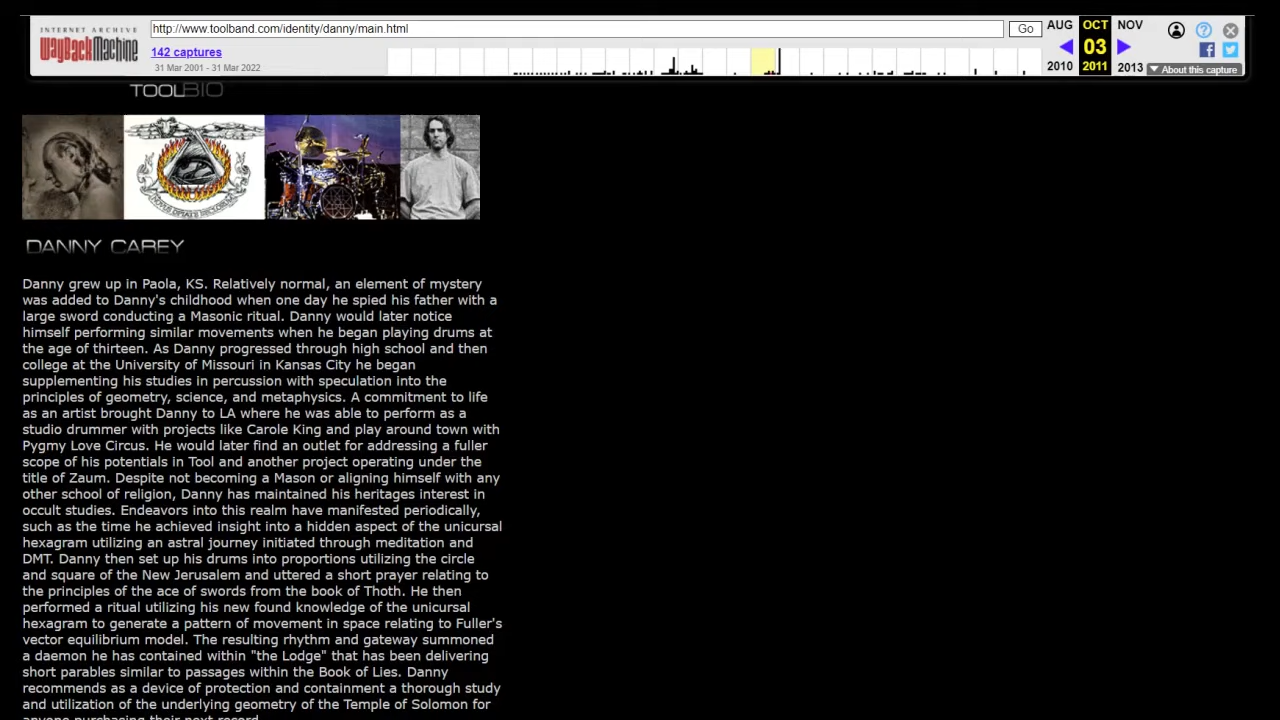 INTERNET ARCHIVE
WayBackMachine
http://www.toolband.com/identity/danny/main.html
Go
AUG
OCT
NOV
142 captures
03
31 Mar 2001 - 31 Mar 2022
2010
2011
2013
About this capture
TOOLBIO
DANNY CAREY
Danny grew up in Paola, KS. Relatively normal, an element of mystery
was added to Danny's childhood when one day he spied his father with a
large sword conducting a Masonic ritual. Danny would later notice
himself performing similar movements when he began playing drums at
the age of thirteen. As Danny progressed through high school and then
college at the University of Missouri in Kansas City he began
supplementing his studies in percussion with speculation into the
principles of geometry, science, and metaphysics. A commitment to life
as an artist brought Danny to LA where he was able to perform as a
studio drummer with projects like Carole King and play around town with
Pygmy Love Circus. He would later find an outlet for addressing a fuller
scope of his potentials in Tool and another project operating under the
title of Zaum. Despite not becoming a Mason or aligning himself with any
other school of religion, Danny has maintained his heritages interest in
occult studies. Endeavors into this realm have manifested periodically,
such as the time he achieved insight into a hidden aspect of the unicursal
hexagram utilizing an astral journey initiated through meditation and
DMT. Danny then set up his drums into proportions utilizing the circle
and square of the New Jerusalem and uttered a short prayer relating to
the principles of the ace of swords from the book of Thoth. He then
performed a ritual utilizing his new found knowledge of the unicursal
hexagram to generate a pattern of movement in space relating to Fuller's
vector equilibrium model. The resulting rhythm and gateway summoned
a daemon he has contained within "the Lodge" that has been delivering
short parables similar to passages within the Book of Lies. Danny
recommends as a device of protection and containment a thorough study
and utilization of the underlying geometry of the Temple of Solomon for
anyone purchasing their next record.